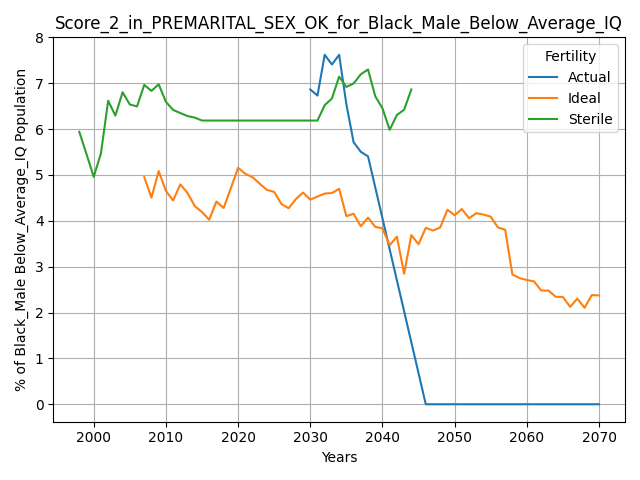 Score_2_in_PREMARITAL_SEX_OK_for_Black_Male_Below_Average_IQ
% of Black_Male Below_Average_IQ Population
8
7
6
5
4
3
2
1
0
Fertility
Actual
Ideal
Sterile
2000 2010 2020 2030 2040 2050 2060 2070
Years